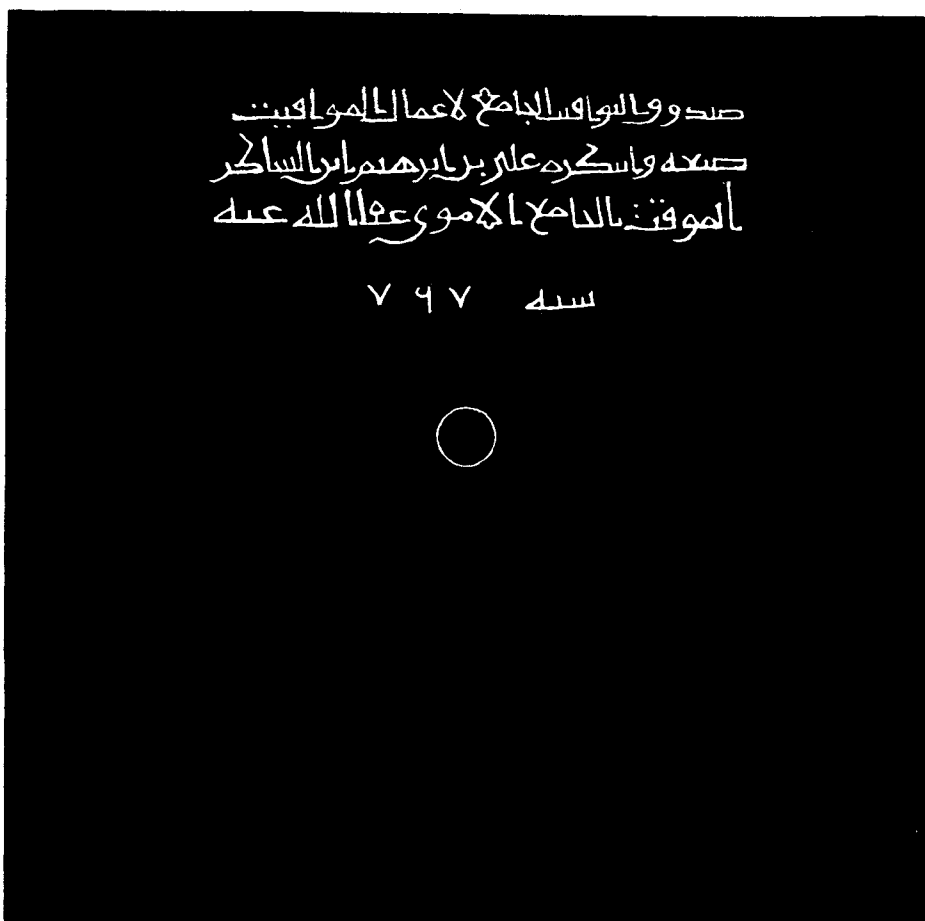 صندوق اليواقيت الجامع لاعمال المواقيت
صنعه وابتكره علي بن ابرهيم ابن الشاطر
الموقت بالجامع الاموي عفا الله عنه
سنه ٧٦٧